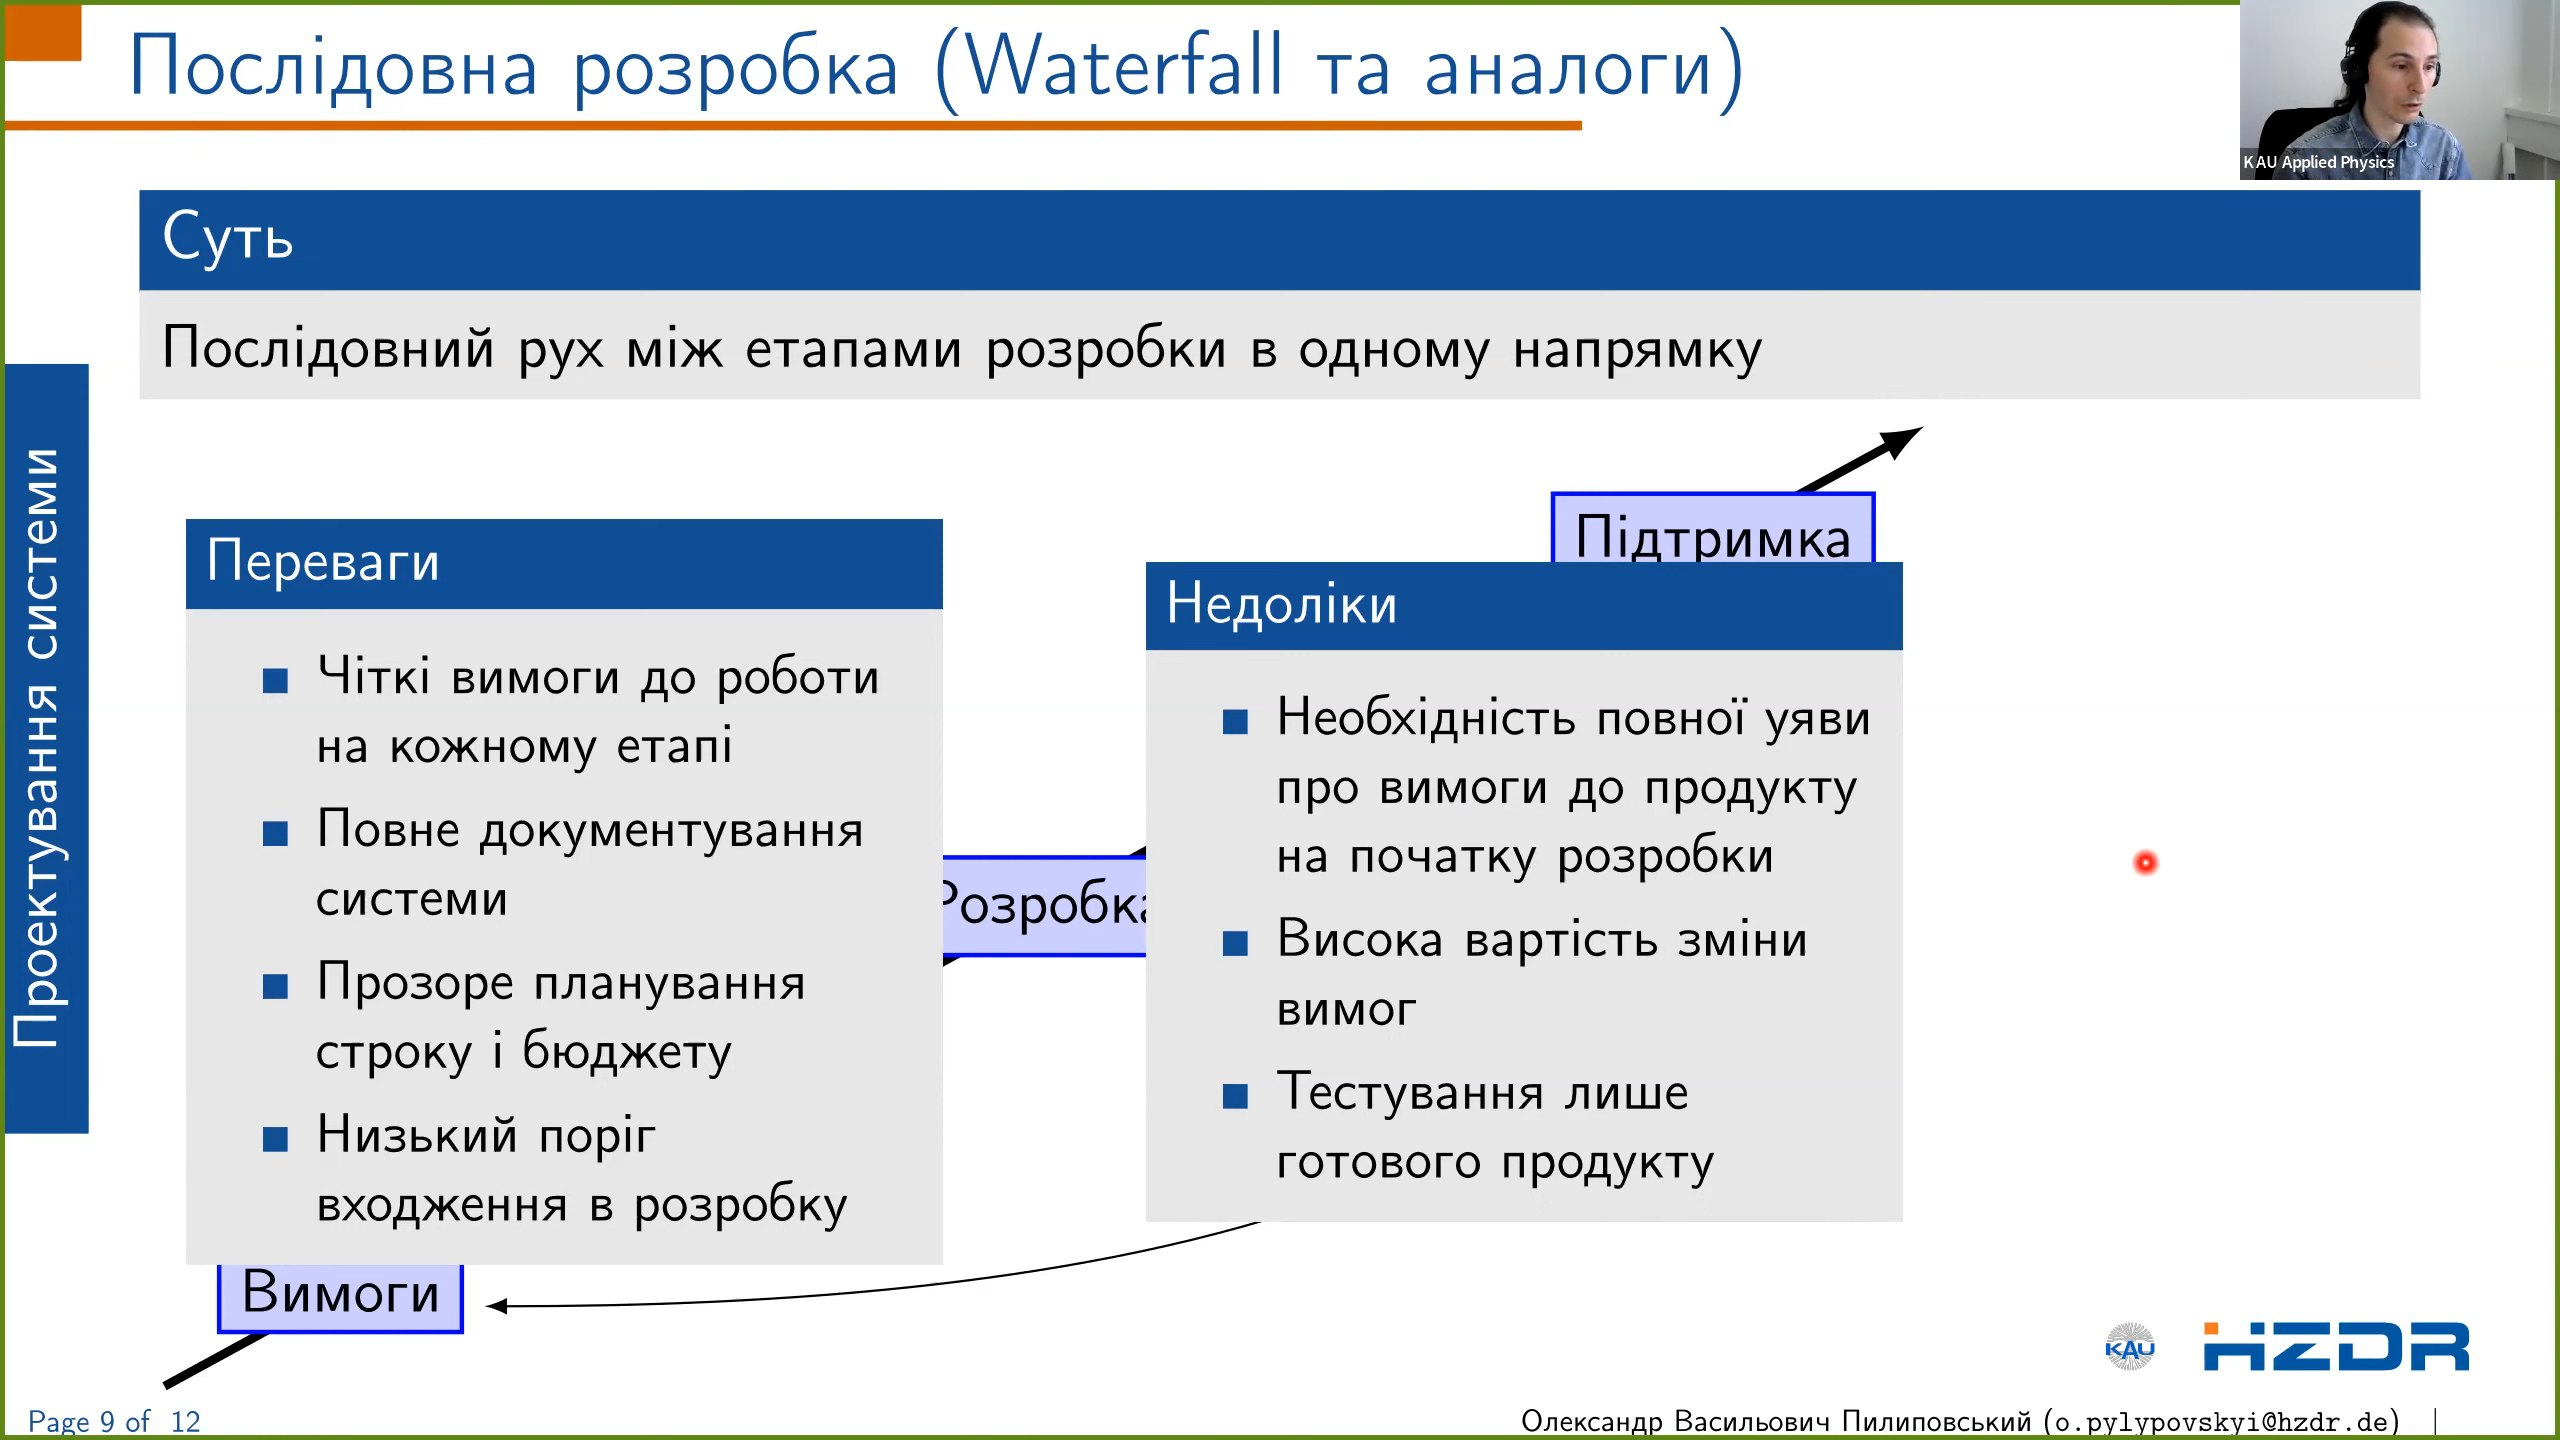 Послідовна розробка (Waterfall та аналоги)
KAU Applied Physics
Суть
Послідовний рух між етапами розробки в одному напрямку
Проектування системи
Підтримка
Переваги
Чіткі вимоги до роботи
на кожному етапі
Повне документування
системи
Прозоре планування
строку і бюджету
Низький поріг
входження в розробку
Розробка
Недоліки
Необхідність повної уяви
про вимоги до продукту
на початку розробки
Висока вартість зміни
вимог
Тестування лише
готового продукту
Вимоги
KAU
HZDR
Page 9 of 12
Олександр Васильович Пилиповський (o.pylypovskyi@hzdr.de)